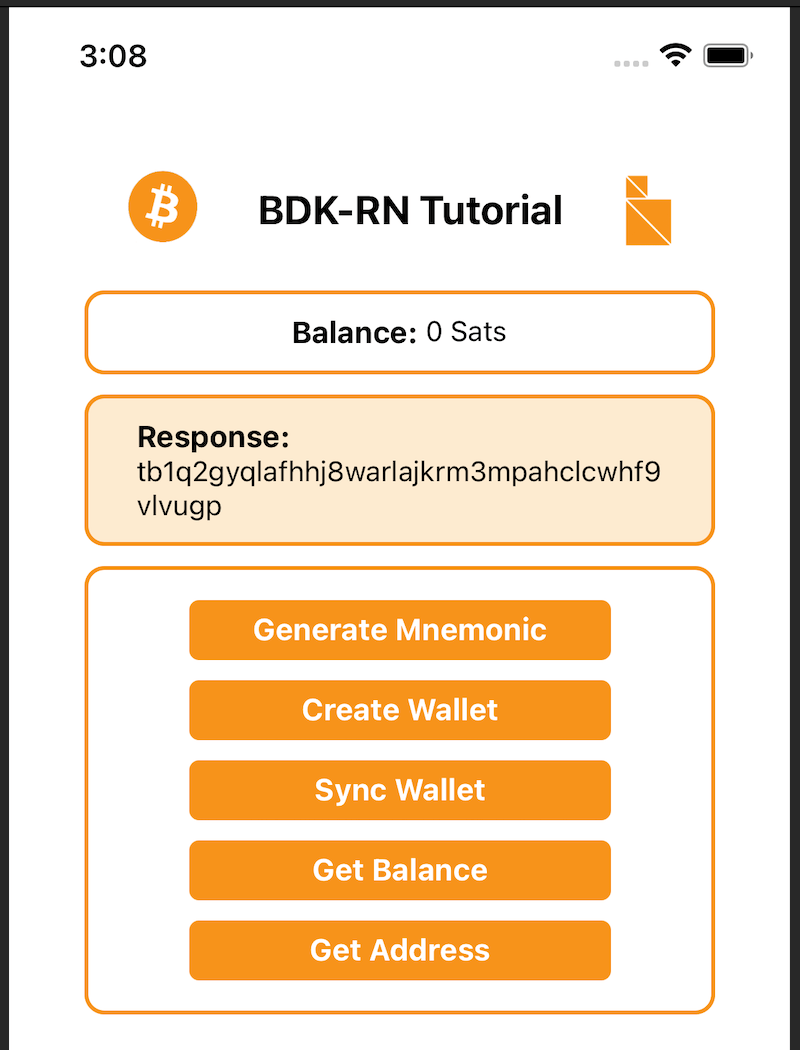 3:08
BDK-RN Tutorial
Balance: 0 Sats
Response:
tb1q2gyqlafhhj8warlajkrm3mpahclcwhf9
vlvugp
Generate Mnemonic
Create Wallet
Sync Wallet
Get Balance
Get Address